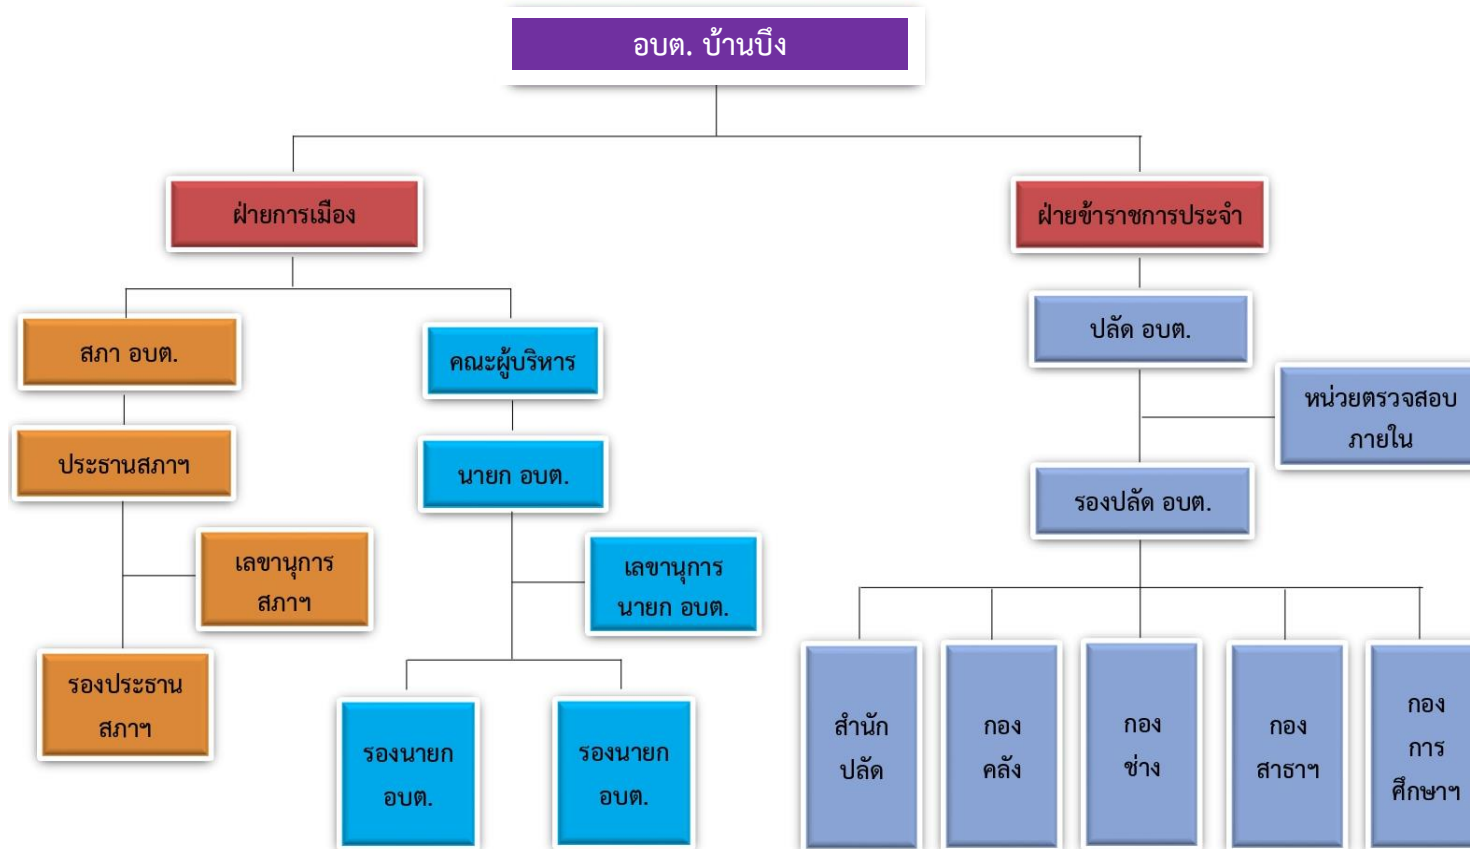 อบต. บ้านบึง
ฝ่ายการเมือง
ฝ่ายข้าราชการประจำ
สภา อบต.
คณะผู้บริหาร
ปลัด อบต.
หน่วยตรวจสอบ
ภายใน
ประธานสภาฯ
นายก อบต.
รองปลัด อบต.
เลขานุการ
สภาฯ
เลขานุการ
นายก อบต.
รองประธาน
สภาฯ
รองนายก
อบต.
รองนายก
อบต.
สำนัก
ปลัด
กอง
คลัง
กอง
ช่าง
กอง
สาธาฯ
กอง
การ
ศึกษาฯ